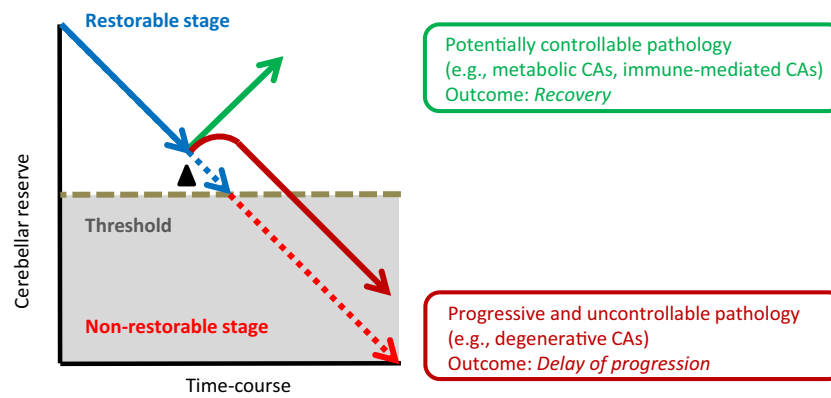 Restorable stage
Potentially controllable pathology
(e.g., metabolic CAs, immune-mediated CAs)
Outcome: Recovery
Cerebellar reserve
Threshold
Non-restorable stage
Progressive and uncontrollable pathology
(e.g., degenerative CAs)
Outcome: Delay of progression
Time-course